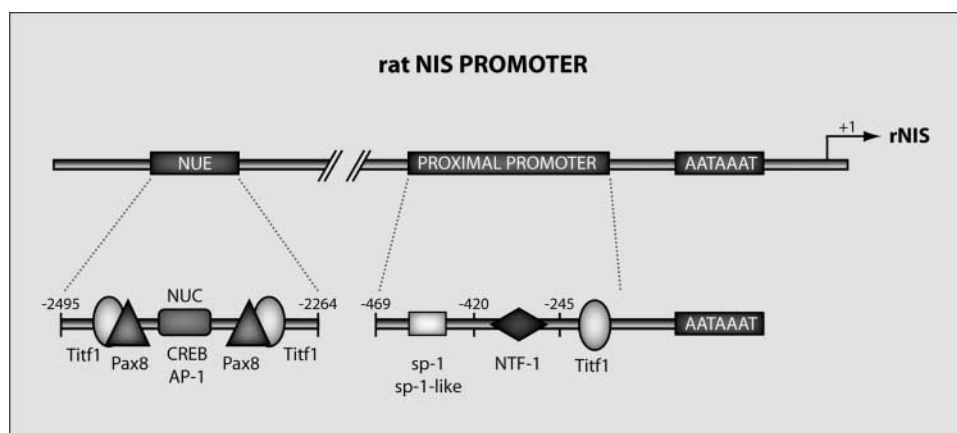 rat NIS PROMOTER
+1
rNIS
NUE
PROXIMAL PROMOTER
AATAAAT
-2495
NUC
-2264
-469
-420
-245
AATAAAT
Titf1
Pax8
CREB
AP-1
Pax8
Titf1
sp-1
sp-1-like
NTF-1
Titf1